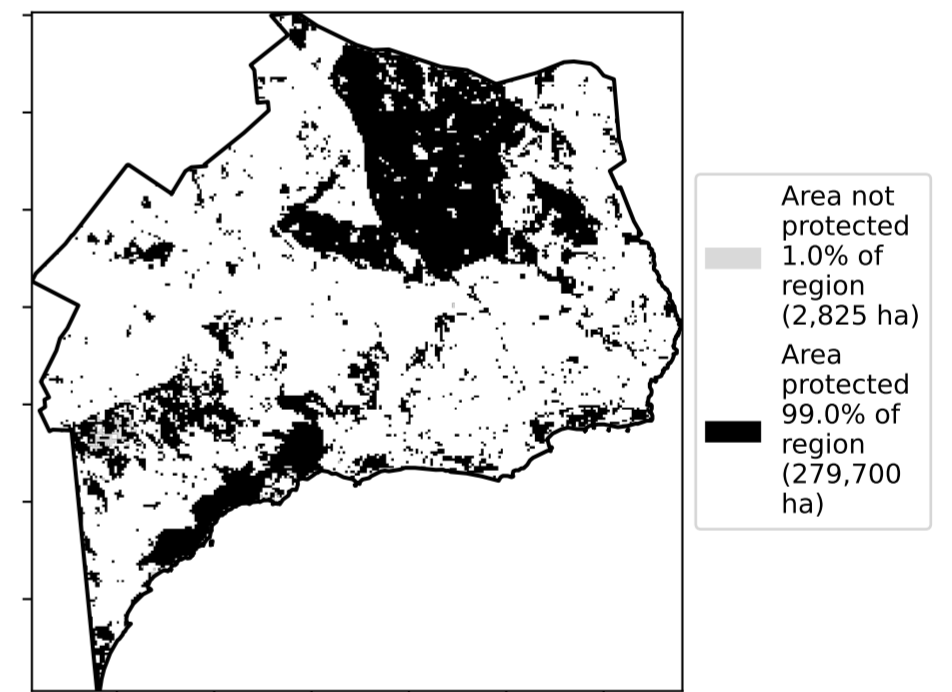 Area not
protected
1.0% of
region
(2,825 ha)
Area
protected
99.0% of
region
(279,700
ha)